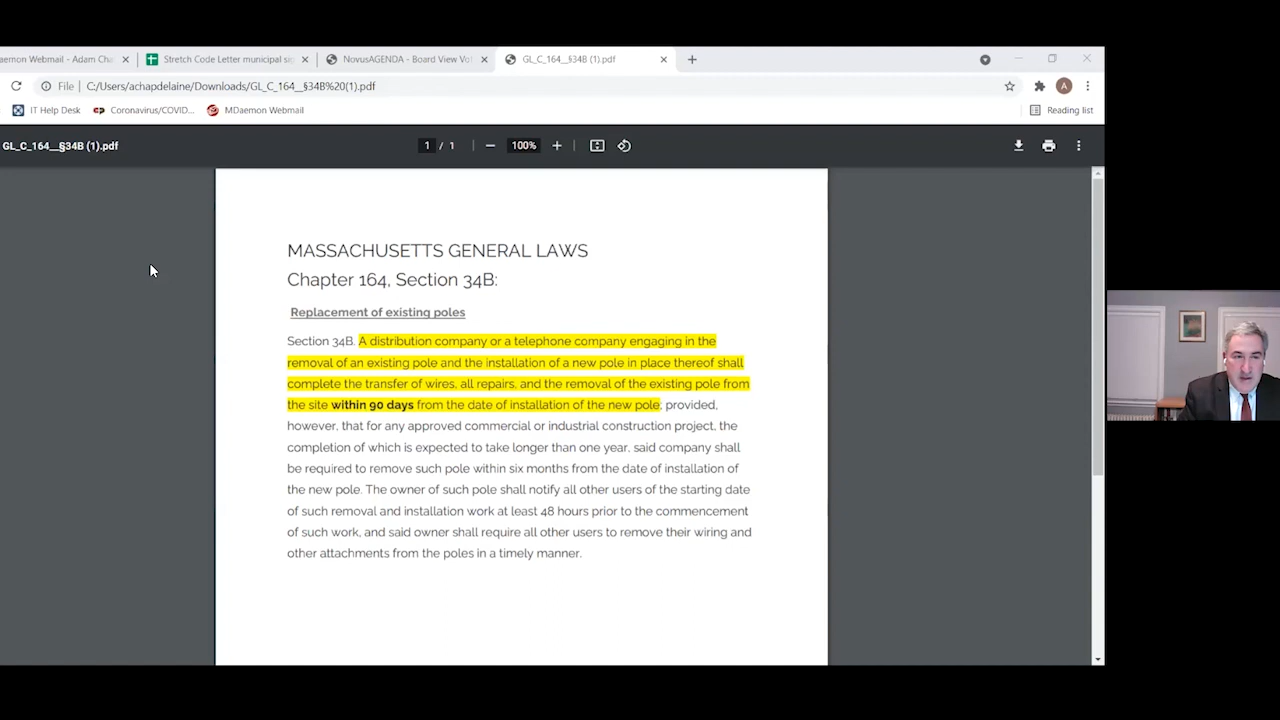 aemon Webmail - Adam Cha
Stretch Code Letter municipal sig
NovusAGENDA - Board View Vot
GL_C_164__§34B (1).pdf
File | C:/Users/achapdelaine/Downloads/GL_C_164__§34B%20(1).pdf
A
IT Help Desk
CP Coronavirus/COVID...
MDaemon Webmail
Reading list
GL_C_164__§34B (1).pdf
1 / 1
100%
MASSACHUSETTS GENERAL LAWS
Chapter 164, Section 34B:
Replacement of existing poles
Section 34B. A distribution company or a telephone company engaging in the
removal of an existing pole and the installation of a new pole in place thereof shall
complete the transfer of wires, all repairs, and the removal of the existing pole from
the site within 90 days from the date of installation of the new pole; provided,
however, that for any approved commercial or industrial construction project, the
completion of which is expected to take longer than one year, said company shall
be required to remove such pole within six months from the date of installation of
the new pole. The owner of such pole shall notify all other users of the starting date
of such removal and installation work at least 48 hours prior to the commencement
of such work, and said owner shall require all other users to remove their wiring and
other attachments from the poles in a timely manner.